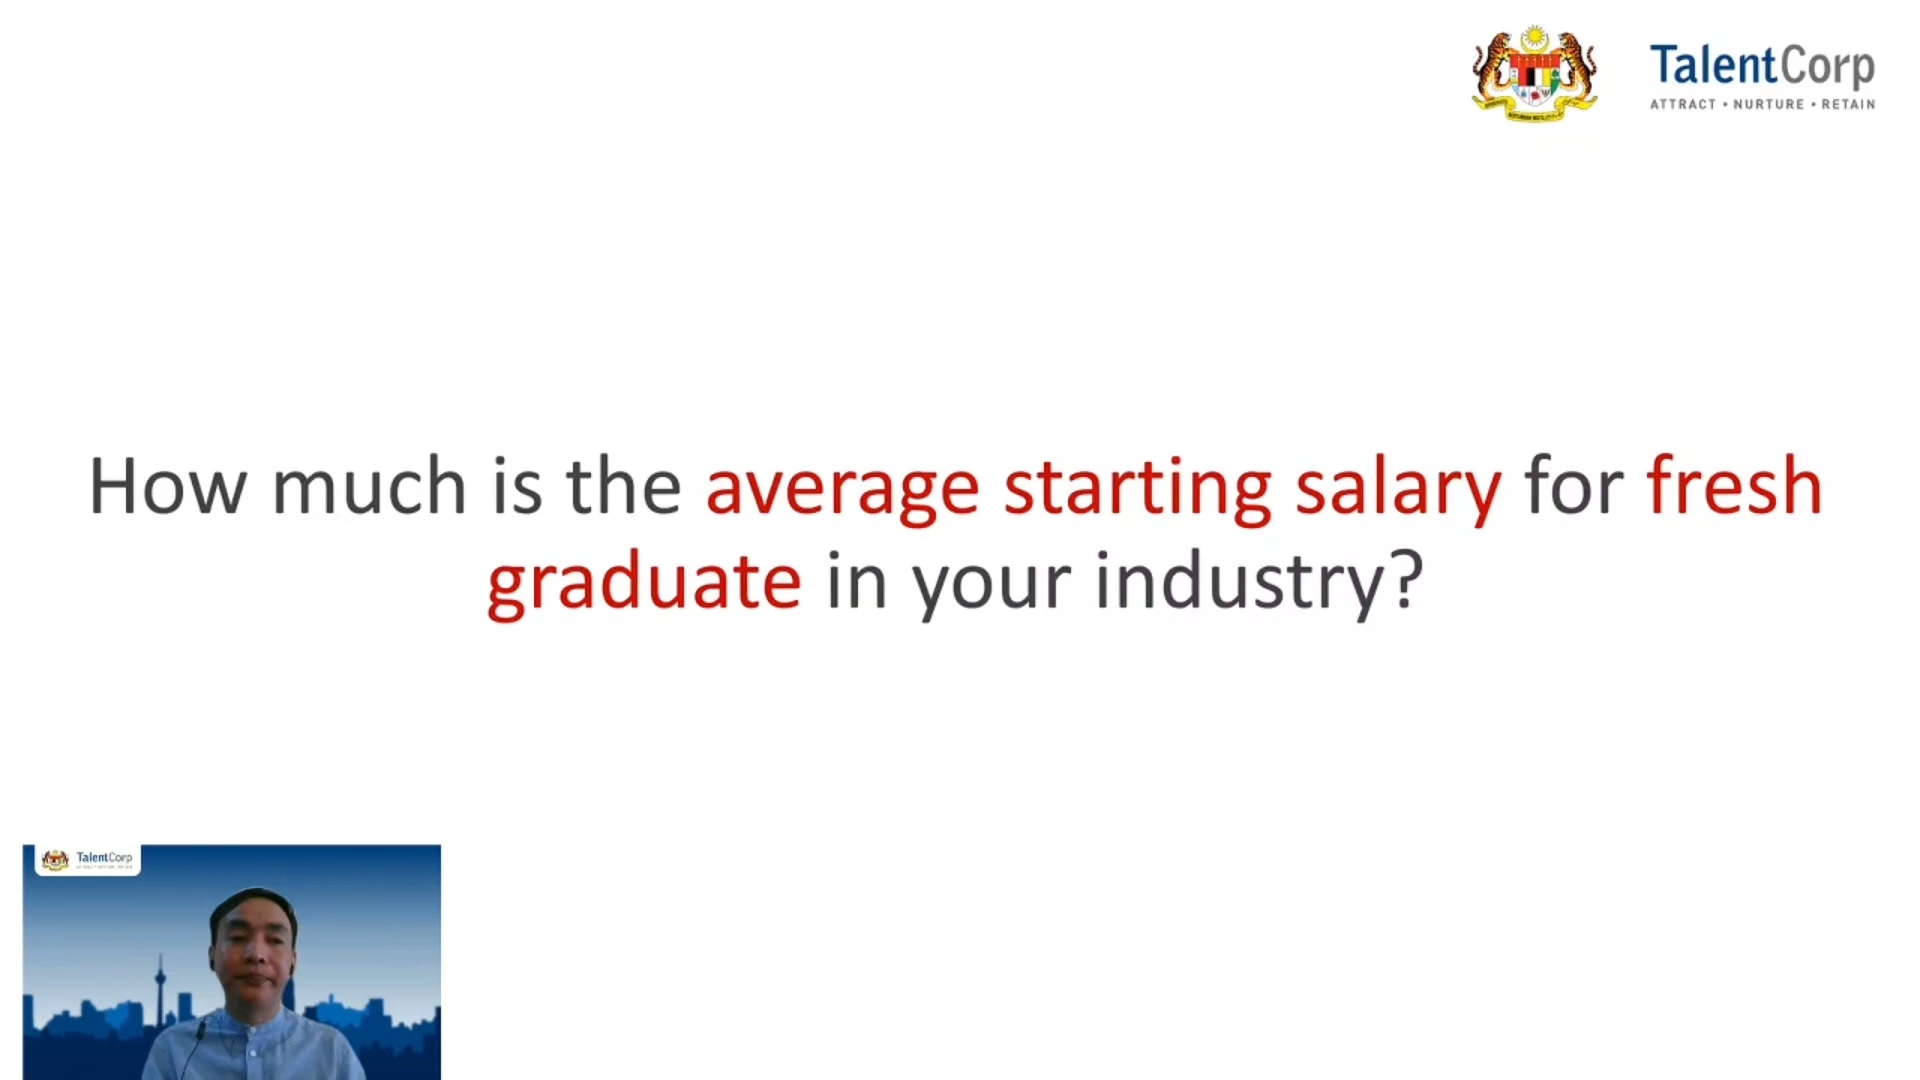 TalentCorp
ATTRACT • NURTURE • RETAIN
How much is the average starting salary for fresh
graduate in your industry?
TalentCorp